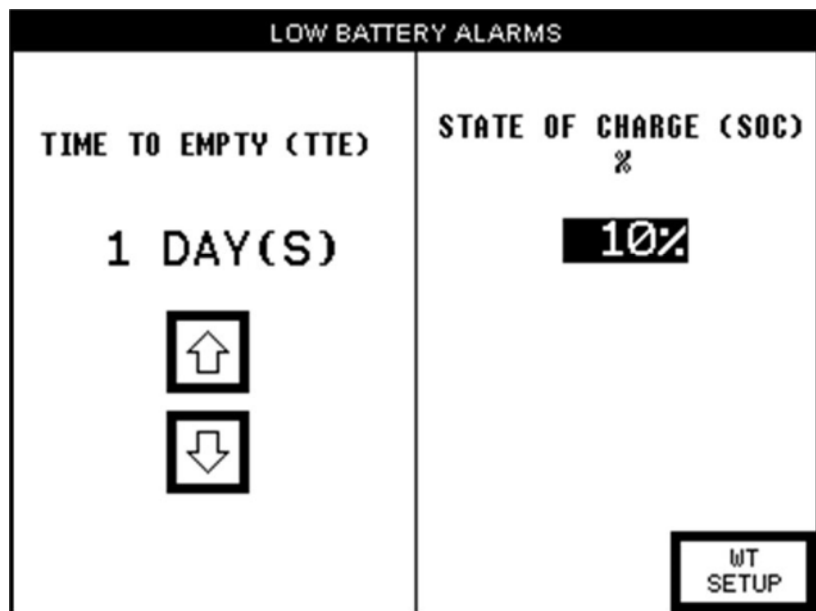 LOW BATTERY ALARMS
TIME TO EMPTY (TTE)
1 DAY(S)
STATE OF CHARGE (SOC)
%
10%
WT
SETUP